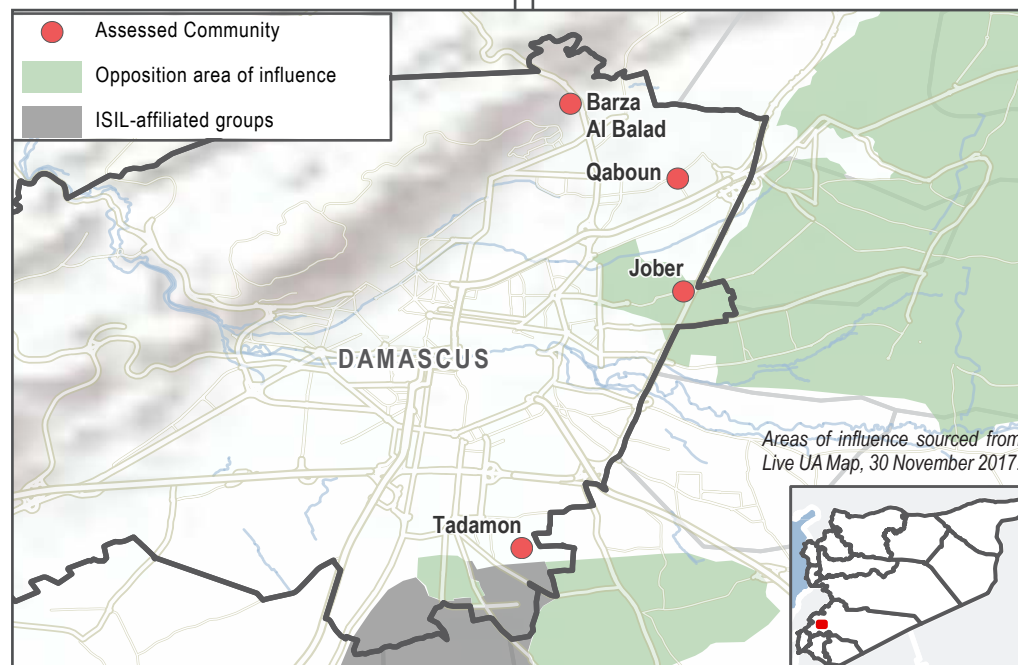 Assessed Community
Opposition area of influence
ISIL-affiliated groups
Barza
Al Balad
Qaboun
Jober
DAMASCUS
Areas of influence sourced from
Live UA Map, 30 November 2017.
Tadamon